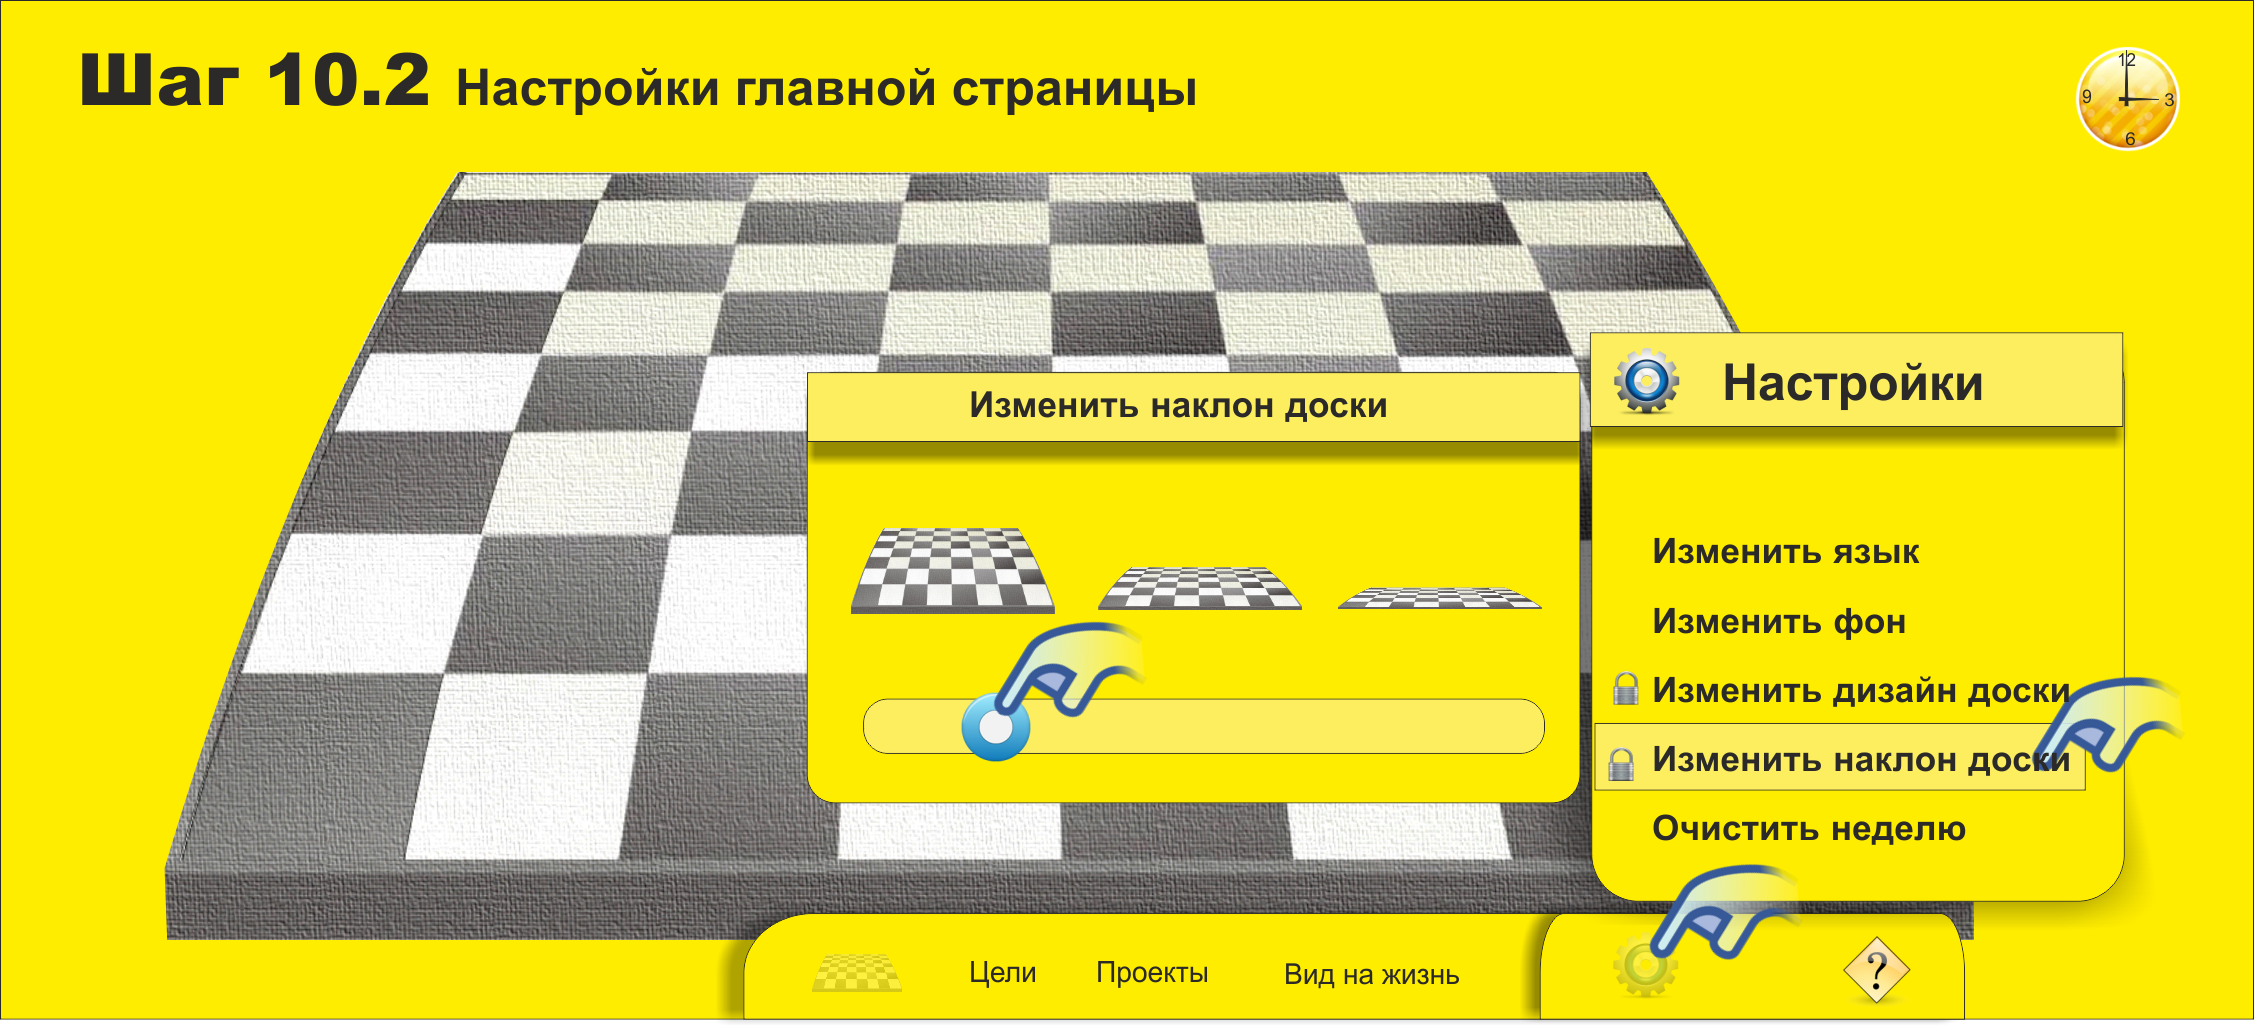 Шаг 10.2 Настройки главной страницы
12
9
3
6
Настройки
Изменить наклон доски
Изменить язык
Изменить фон
Изменить дизайн доски
Изменить наклон доски
Очистить неделю
Цели
Проекты
Вид на жизнь
?